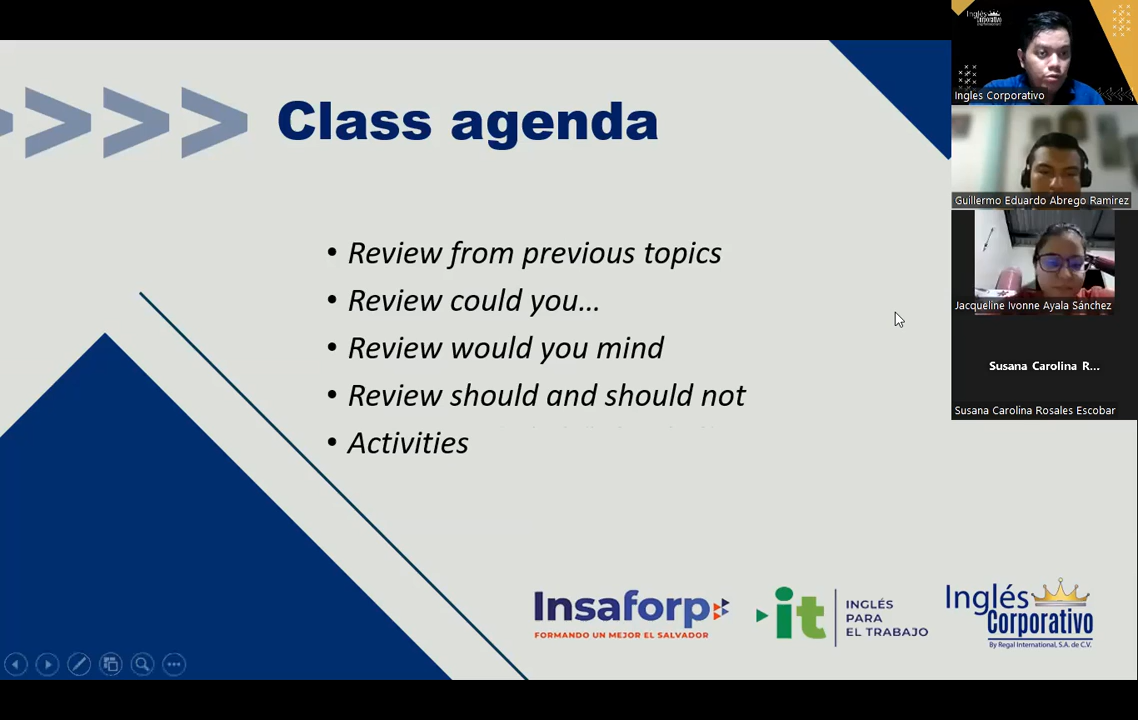 Class agenda
• Review from previous topics
• Review could you...
• Review would you mind
• Review should and should not
• Activities
Insaforp
FORMANDO UN MEJOR EL SALVADOR
it
INGLÉS
PARA
EL TRABAJO
Inglés
Corporativo
By Regal International, S.A. de C.V.
Inglés
Ingles Corporativo
Guillermo Eduardo Abrego Ramirez
Jacqueline Ivonne Ayala Sánchez
Susana Carolina R...
Susana Carolina Rosales Escobar